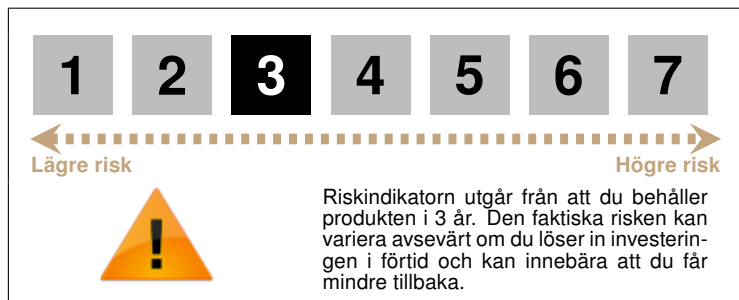 1 2 3 4 5 6 7
Lägre risk Högre risk
!
Riskindikatorn utgår från att du behåller
produkten i 3 år. Den faktiska risken kan
variera avsevärt om du löser in investerin-
gen i förtid och kan innebära att du får
mindre tillbaka.